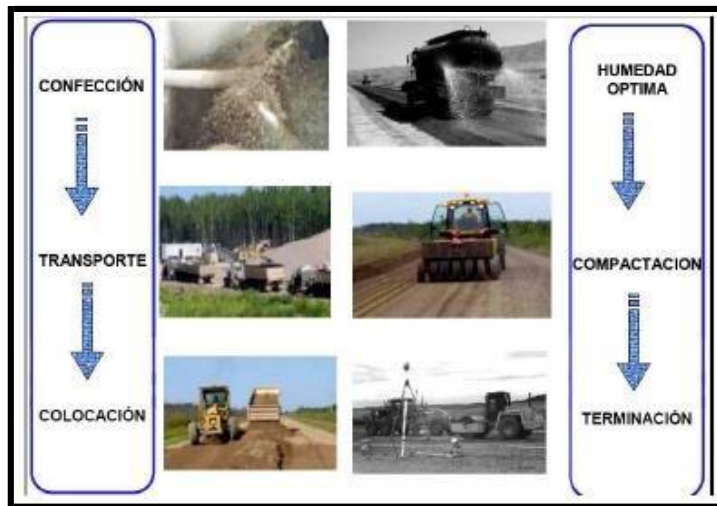 CONFECCIÓN
TRANSPORTE
COLOCACIÓN
HUMEDAD
OPTIMA
COMPACTACION
TERMINACIÓN